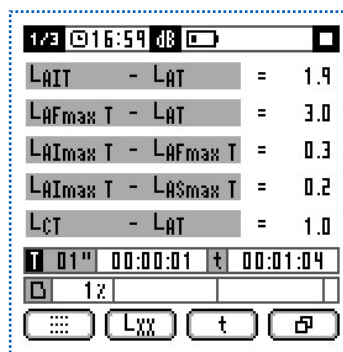 1/3 16:59 dB
LAIT - LAT = 1.9
LAFmax T - LAT = 3.0
LAImax T - LAFmax T = 0.3
LAImax T - LASmax T = 0.2
LCT - LAT = 1.0
T 01" 00:00:01 t 00:01:04
1%
Lxx t